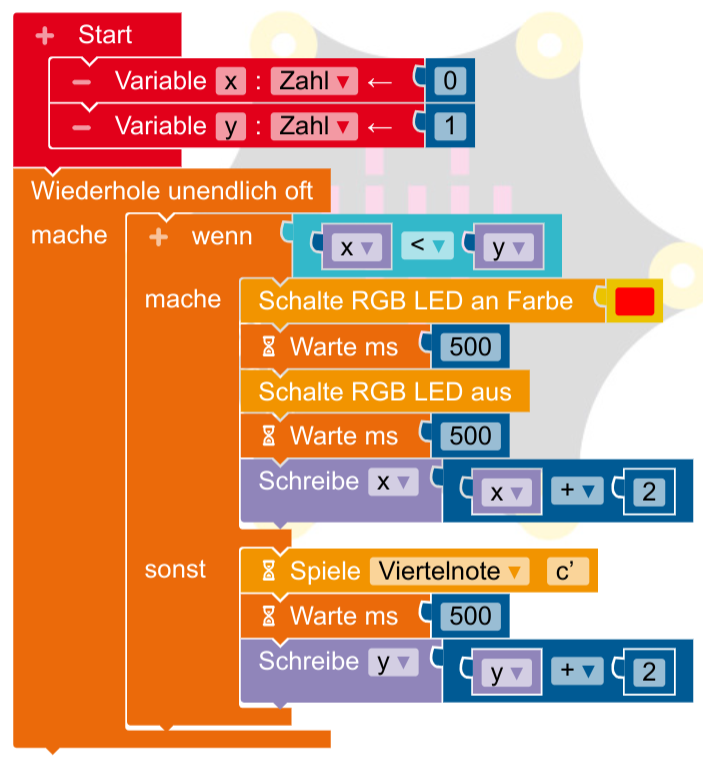 + Start
− Variable x : Zahl ▾ ← 0
− Variable y : Zahl ▾ ← 1
Wiederhole unendlich oft
mache + wenn x ▾ < ▾ y ▾
mache Schalte RGB LED an Farbe
Warte ms 500
Schalte RGB LED aus
Warte ms 500
Schreibe x ▾ x ▾ + ▾ 2
sonst Spiele Viertelnote ▾ c’
Warte ms 500
Schreibe y ▾ y ▾ + ▾ 2